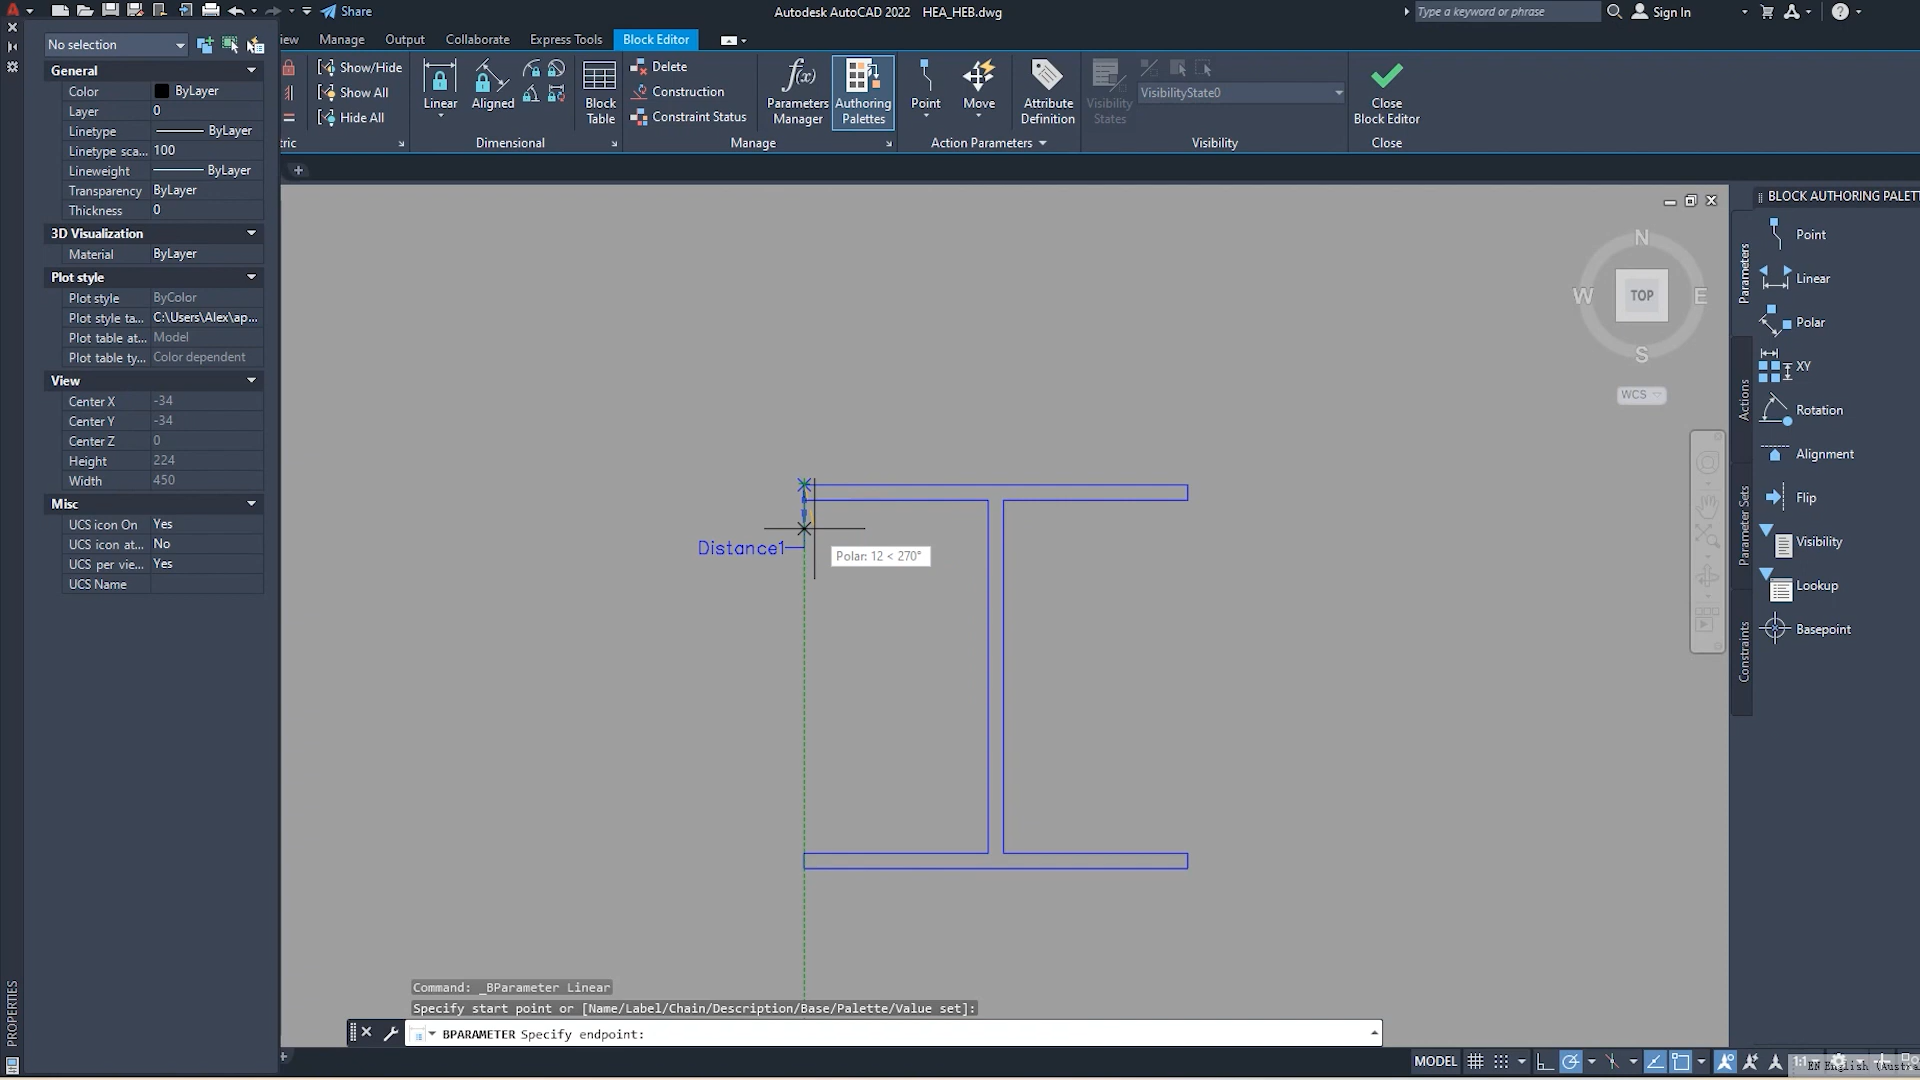 Share
Autodesk AutoCAD 2022 HEA_HEB.dwg
Type a keyword or phrase
Sign In
iew
Manage
Output
Collaborate
Express Tools
Block Editor
No selection
General
Color ByLayer
Layer 0
Linetype ByLayer
Linetype sca... 100
Lineweight ByLayer
Transparency ByLayer
Thickness 0
3D Visualization
Material ByLayer
Plot style
Plot style ByColor
Plot style ta... C:\Users\Alex\ap...
Plot table at... Model
Plot table ty... Color dependent
View
Center X -34
Center Y -34
Center Z 0
Height 224
Width 450
Misc
UCS icon On Yes
UCS icon at... No
UCS per vie... Yes
UCS Name
PROPERTIES
Show/Hide
Show All
Hide All
tric
Linear
Aligned
Dimensional
Block
Table
Delete
Construction
Constraint Status
Manage
Parameters
Manager
Authoring
Palettes
Point
Move
Action Parameters
Attribute
Definition
Visibility
States
VisibilityState0
Visibility
Close
Block Editor
Close
N
W
TOP
E
S
WCS
Distance1
Polar: 12 < 270°
BLOCK AUTHORING PALETT
Parameters
Actions
Parameter Sets
Constraints
Point
Linear
Polar
XY
Rotation
Alignment
Flip
Visibility
Lookup
Basepoint
Command: _BParameter Linear
Specify start point or [Name/Label/Chain/Description/Base/Palette/Value set]:
BPARAMETER Specify endpoint:
MODEL
1:1
EN English (Austra